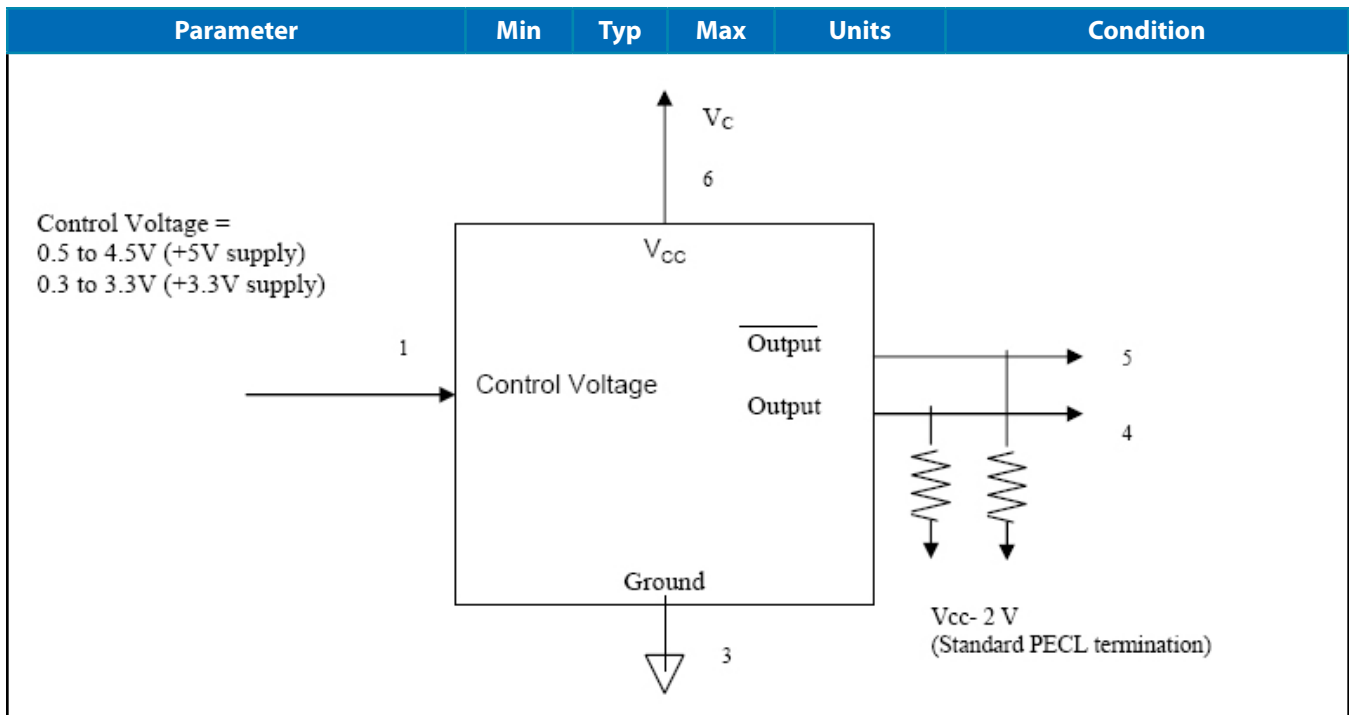 Parameter Min Typ Max Units Condition
VC
6
Control Voltage =
0.5 to 4.5V (+5V supply)
0.3 to 3.3V (+3.3V supply)
VCC
1
Output
5
Control Voltage
Output
4
Ground
Vcc- 2 V
(Standard PECL termination)
3